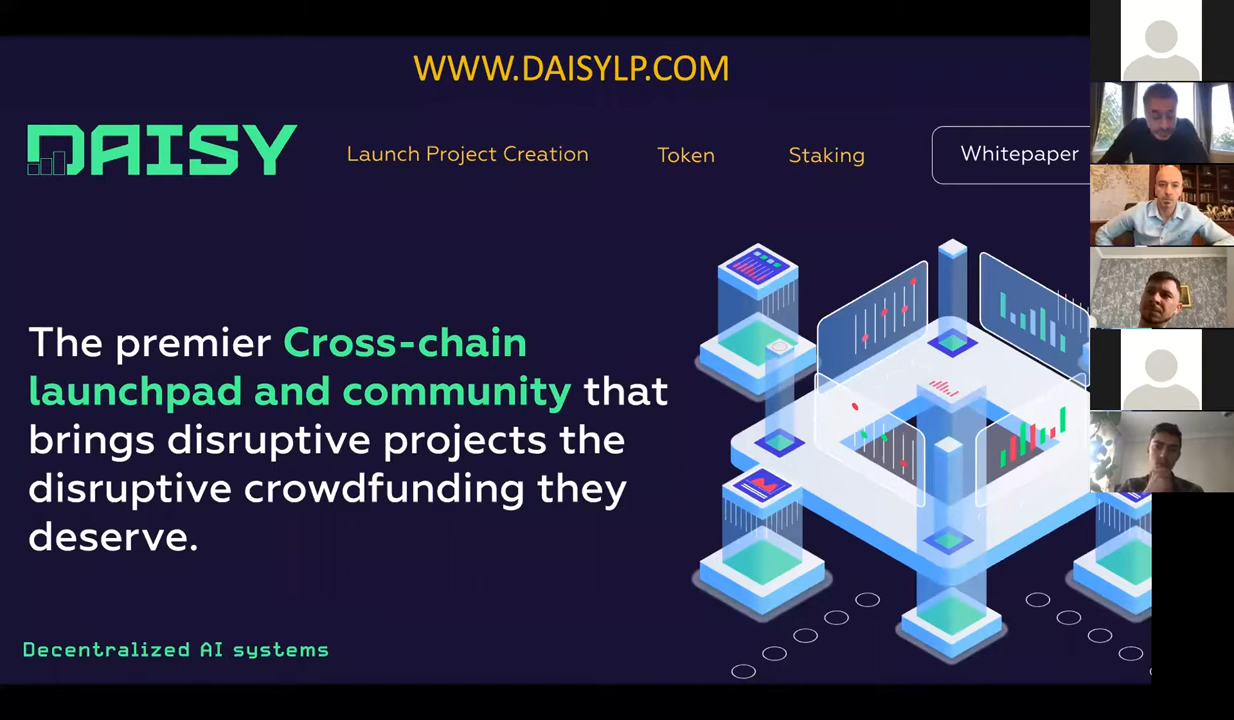 WWW.DAISYLP.COM
DAISY
Launch Project Creation Token Staking Whitepaper
The premier Cross-chain
launchpad and community that
brings disruptive projects the
disruptive crowdfunding they
deserve.
Decentralized AI systems